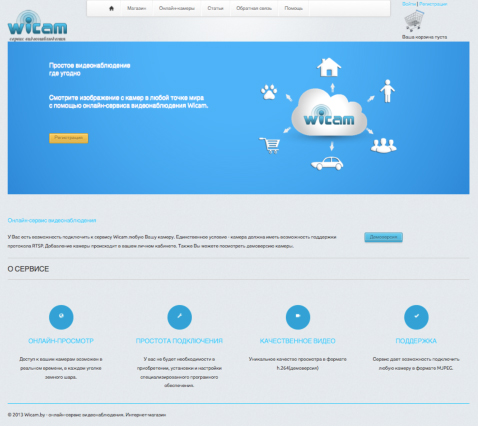 Wicam
сервис видеонаблюдения
Магазин
Онлайн-камеры
Статьи
Обратная связь
Помощь
Войти | Регистрация
Ваша корзина пуста
Простое видеонаблюдение
где угодно
Смотрите изображение с камер в любой точке мира
с помощью онлайн-сервиса видеонаблюдения Wicam.
Регистрация
Wicam
Онлайн-сервис видеонаблюдения
У Вас есть возможность подключить к сервису Wicam любую Вашу камеру. Единственное условие - камера должна иметь возможность поддержки
протокола RTSP. Добавление камеры происходит в вашем личном кабинете. Также Вы можете посмотреть демоверсию камеры.
Демоверсия
О СЕРВИСЕ
ОНЛАЙН-ПРОСМОТР
Доступ к вашим камерам возможен в
реальном времени, в каждом уголке
земного шара.
ПРОСТОТА ПОДКЛЮЧЕНИЯ
У вас не будет необходимости в
приобретении, установки и настройки
специализированного програмного
обеспечения.
КАЧЕСТВЕННОЕ ВИДЕО
Уникальное качество просмотра в формате
h.264(демоверсия)
ПОДДЕРЖКА
Сервис дает возможность подключить
любую камеру в формате MJPEG.
© 2013 Wicam.by - онлайн-сервис видеонаблюдения. Интернет-магазин